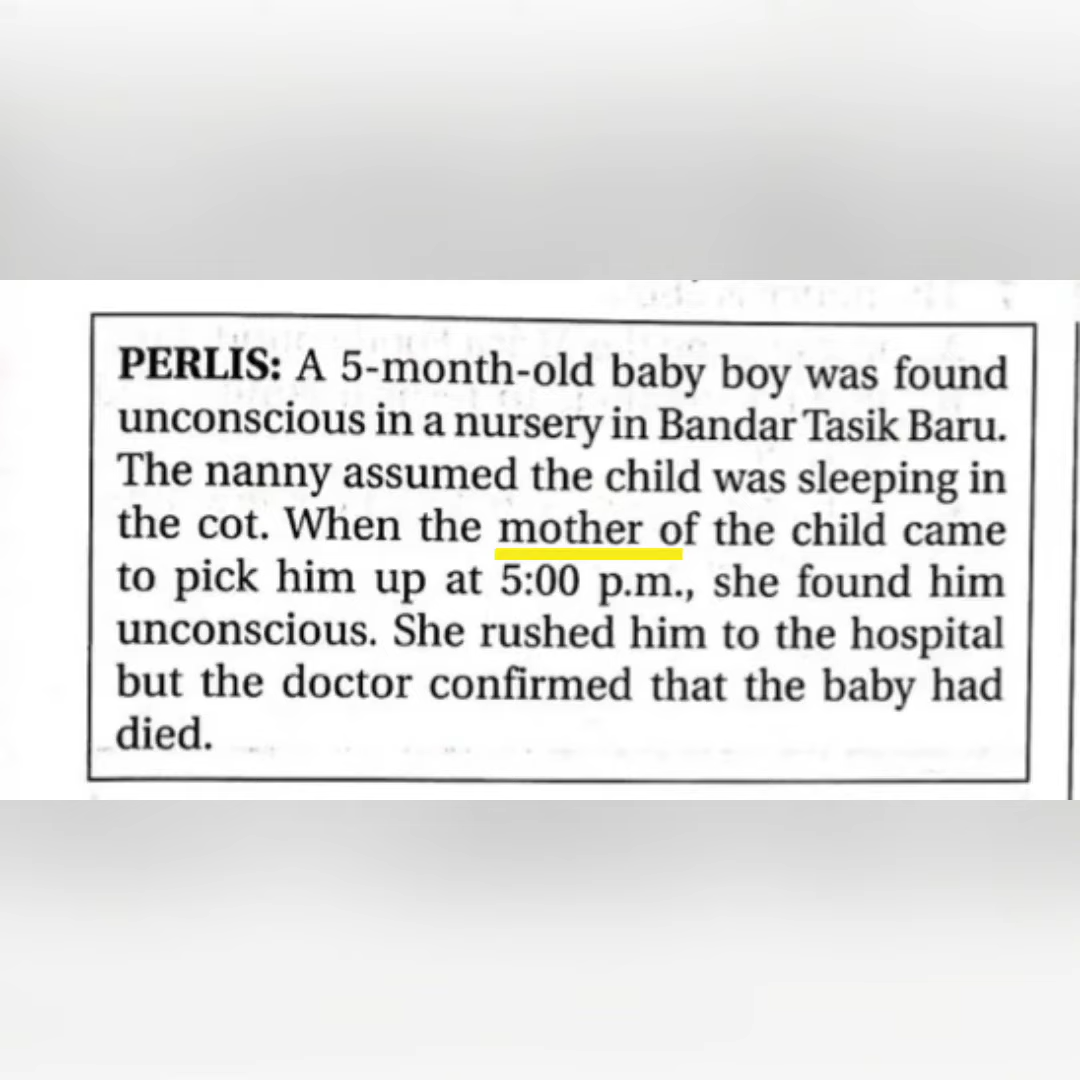 PERLIS: A 5-month-old baby boy was found
unconscious in a nursery in Bandar Tasik Baru.
The nanny assumed the child was sleeping in
the cot. When the mother of the child came
to pick him up at 5:00 p.m., she found him
unconscious. She rushed him to the hospital
but the doctor confirmed that the baby had
died.